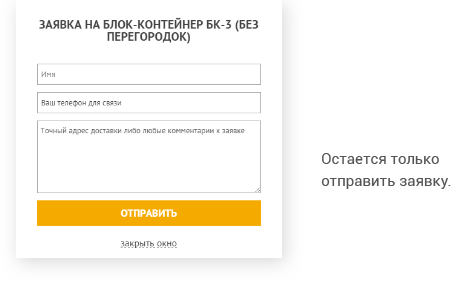 ЗАЯВКА НА БЛОК-КОНТЕЙНЕР БК-3 (БЕЗ
ПЕРЕГОРОДОК)
Имя
Ваш телефон для связи
Точный адрес доставки либо любые комментарии к заявке
ОТПРАВИТЬ
закрыть окно
Остается только
отправить заявку.